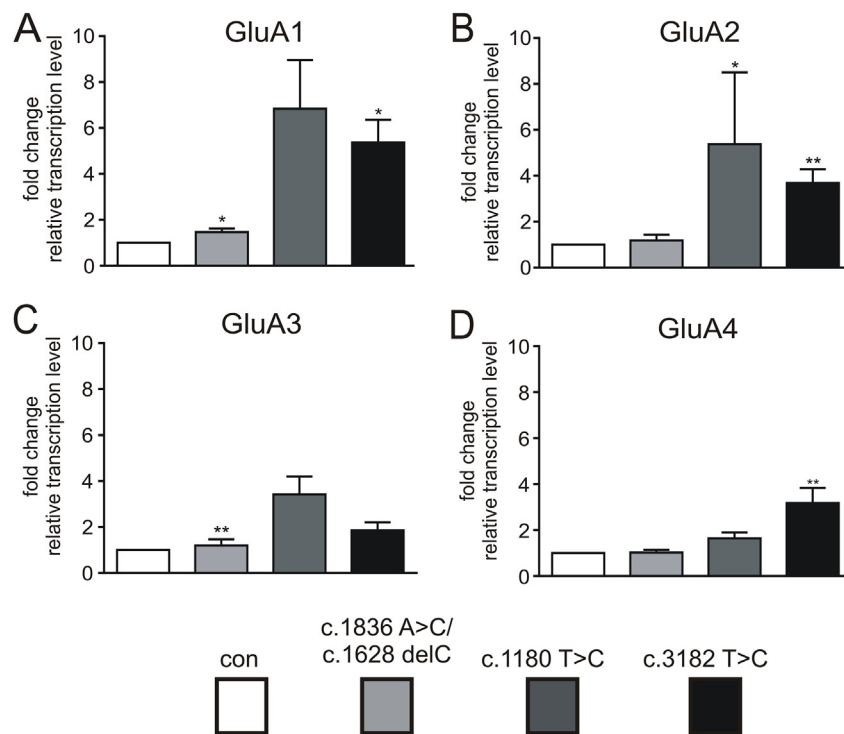 A
GluA1
fold change
relative transcription level
10
8
6
4
2
0
*
*
B
GluA2
fold change
relative transcription level
10
8
6
4
2
0
*
**
C
GluA3
fold change
relative transcription level
10
8
6
4
2
0
**
D
GluA4
fold change
relative transcription level
10
8
6
4
2
0
**
con
c.1836 A>C/
c.1628 delC
c.1180 T>C
c.3182 T>C